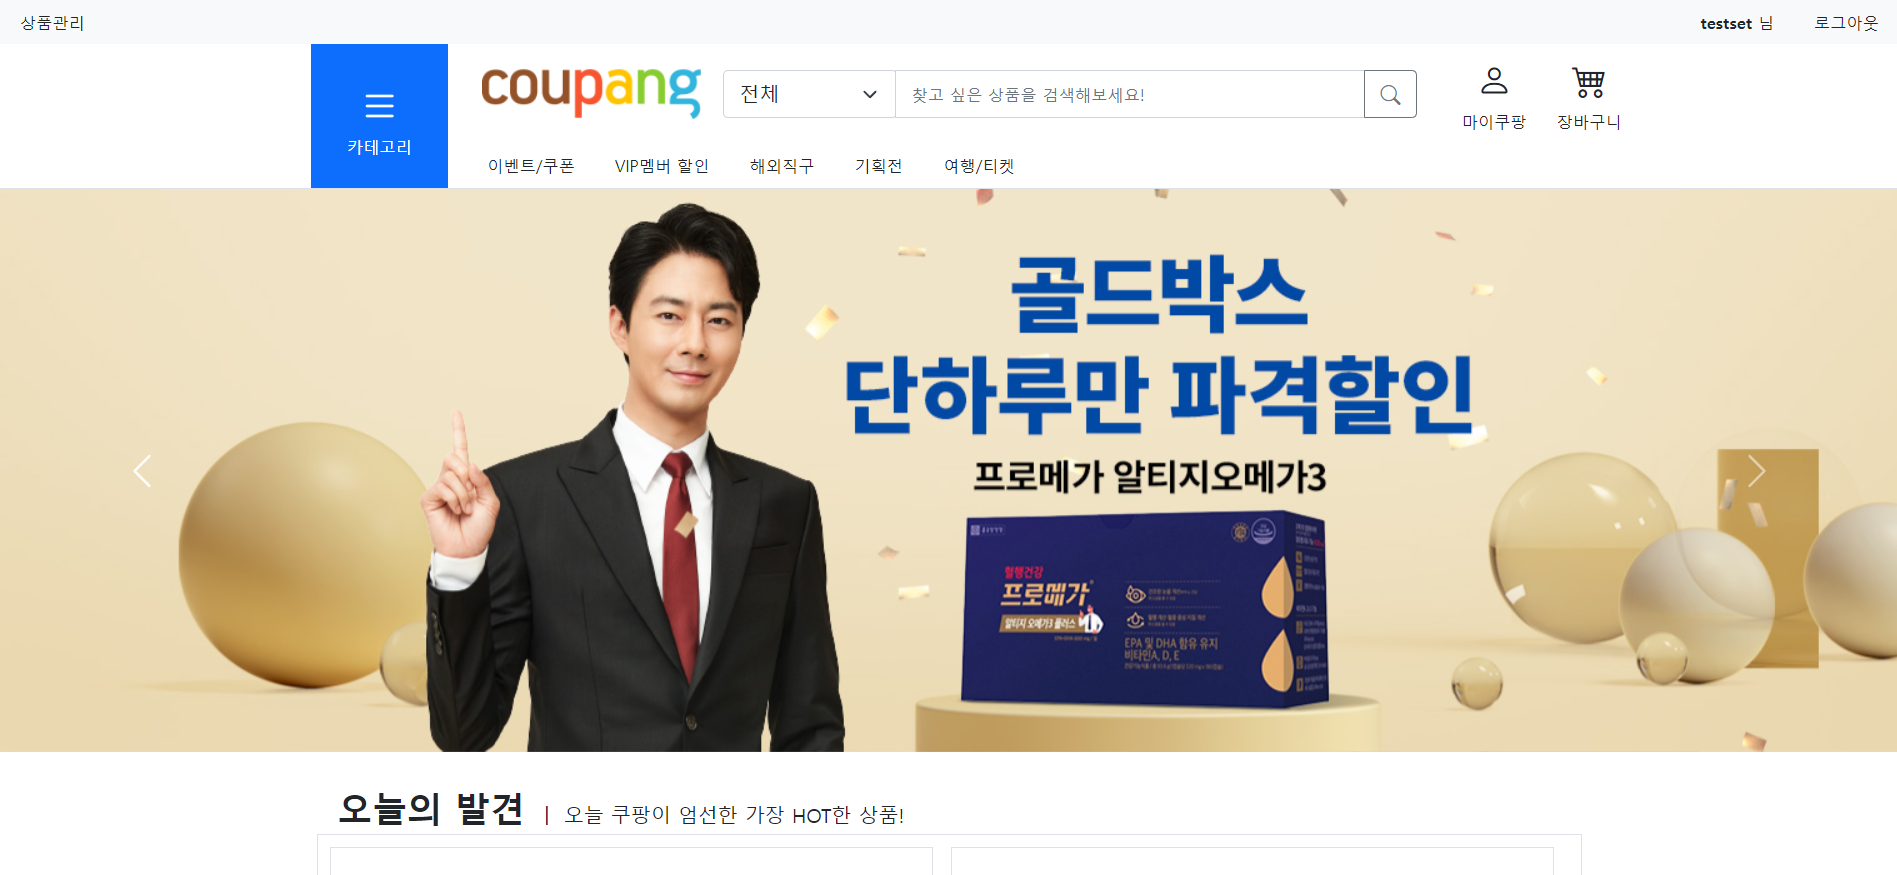 상품관리
testset 님
로그아웃
카테고리
coupang
전체
찾고 싶은 상품을 검색해보세요!
마이쿠팡
장바구니
이벤트/쿠폰
VIP멤버 할인
해외직구
기획전
여행/티켓
골드박스
단하루만 파격할인
프로메가 알티지오메가3
혈행건강
프로메가
알티지 오메가3 플러스
EPA 및 DHA 함유 유지
비타민A, D, E
오늘의 발견
| 오늘 쿠팡이 엄선한 가장 HOT한 상품!